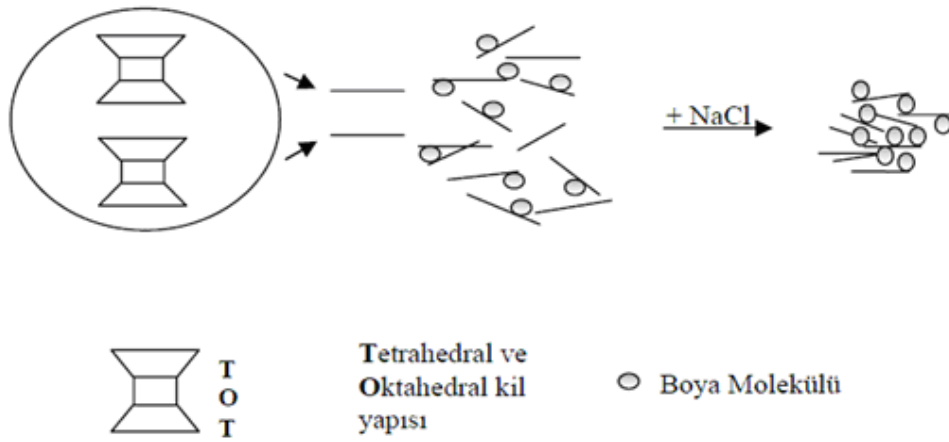 + NaCl
T
O
T
Tetrahedral ve
Oktahedral kil
yapısı
Boya Molekülü